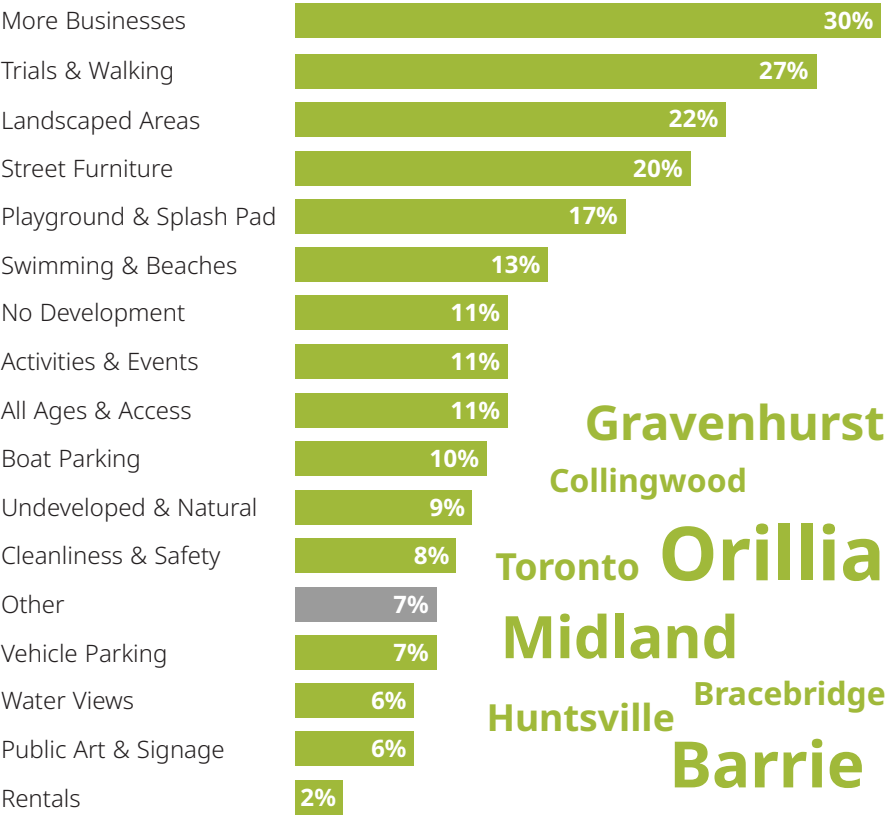 More Businesses 30%
Trials & Walking 27%
Landscaped Areas 22%
Street Furniture 20%
Playground & Splash Pad 17%
Swimming & Beaches 13%
No Development 11%
Activities & Events 11%
All Ages & Access 11%
Gravenhurst
Boat Parking 10%
Collingwood
Undeveloped & Natural 9%
Cleanliness & Safety 8%
Toronto Orillia
Other 7%
Midland
Vehicle Parking 7%
Water Views 6%
Bracebridge
Huntsville
Public Art & Signage 6%
Barrie
Rentals 2%